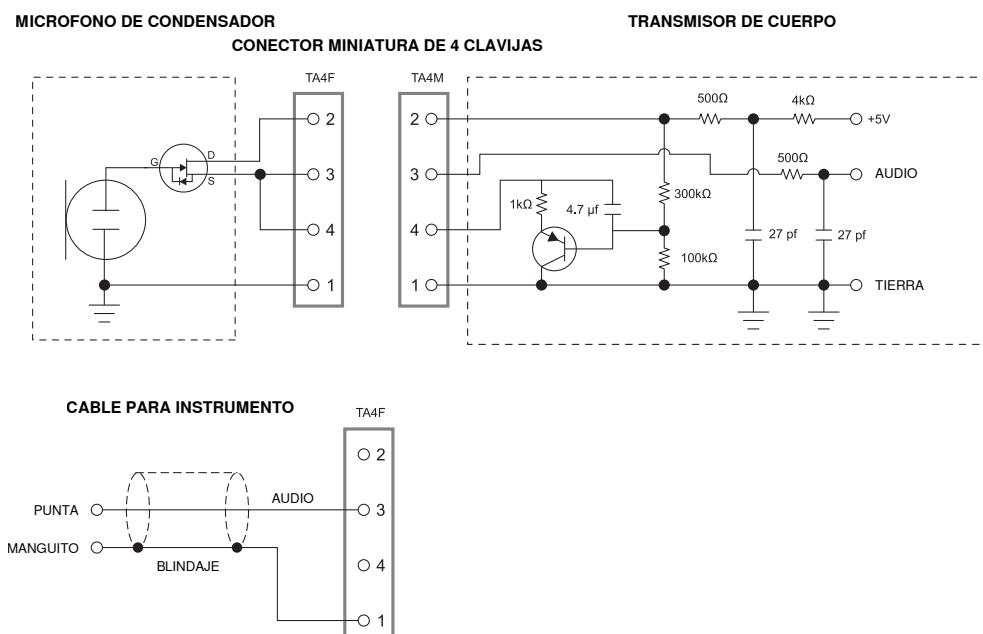 MICROFONO DE CONDENSADOR
TRANSMISOR DE CUERPO
CONECTOR MINIATURA DE 4 CLAVIJAS
TA4F
TA4M
500Ω
4kΩ
2
2
+5V
G
D
S
500Ω
3
3
AUDIO
1kΩ
4.7 µf
300kΩ
4
4
27 pf
27 pf
100kΩ
1
1
TIERRA
CABLE PARA INSTRUMENTO
TA4F
2
AUDIO
PUNTA
3
MANGUITO
BLINDAJE
4
1